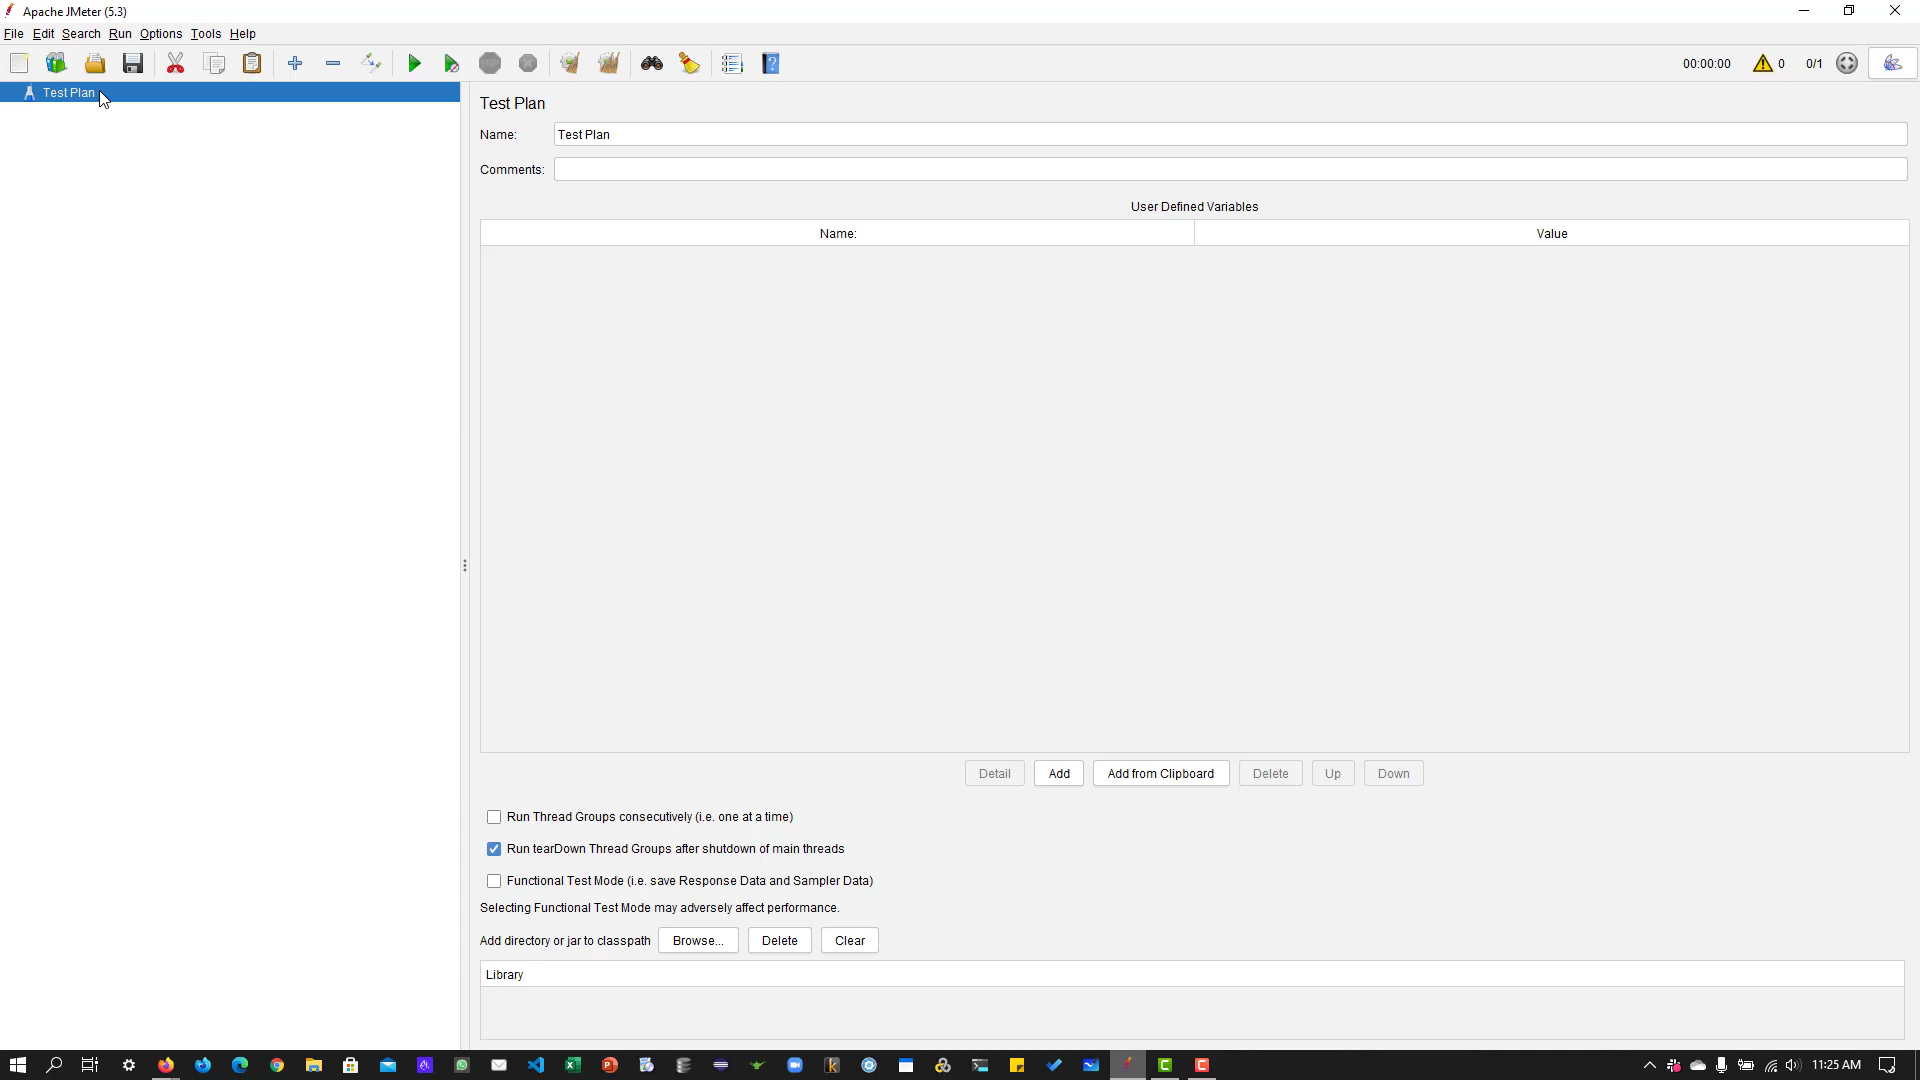 Apache JMeter (5.3)
File Edit Search Run Options Tools Help
00:00:00 0 0/1
Test Plan
Test Plan
Name: Test Plan
Comments:
User Defined Variables
Name: Value
Detail Add Add from Clipboard Delete Up Down
Run Thread Groups consecutively (i.e. one at a time)
Run tearDown Thread Groups after shutdown of main threads
Functional Test Mode (i.e. save Response Data and Sampler Data)
Selecting Functional Test Mode may adversely affect performance.
Add directory or jar to classpath Browse... Delete Clear
Library
11:25 AM